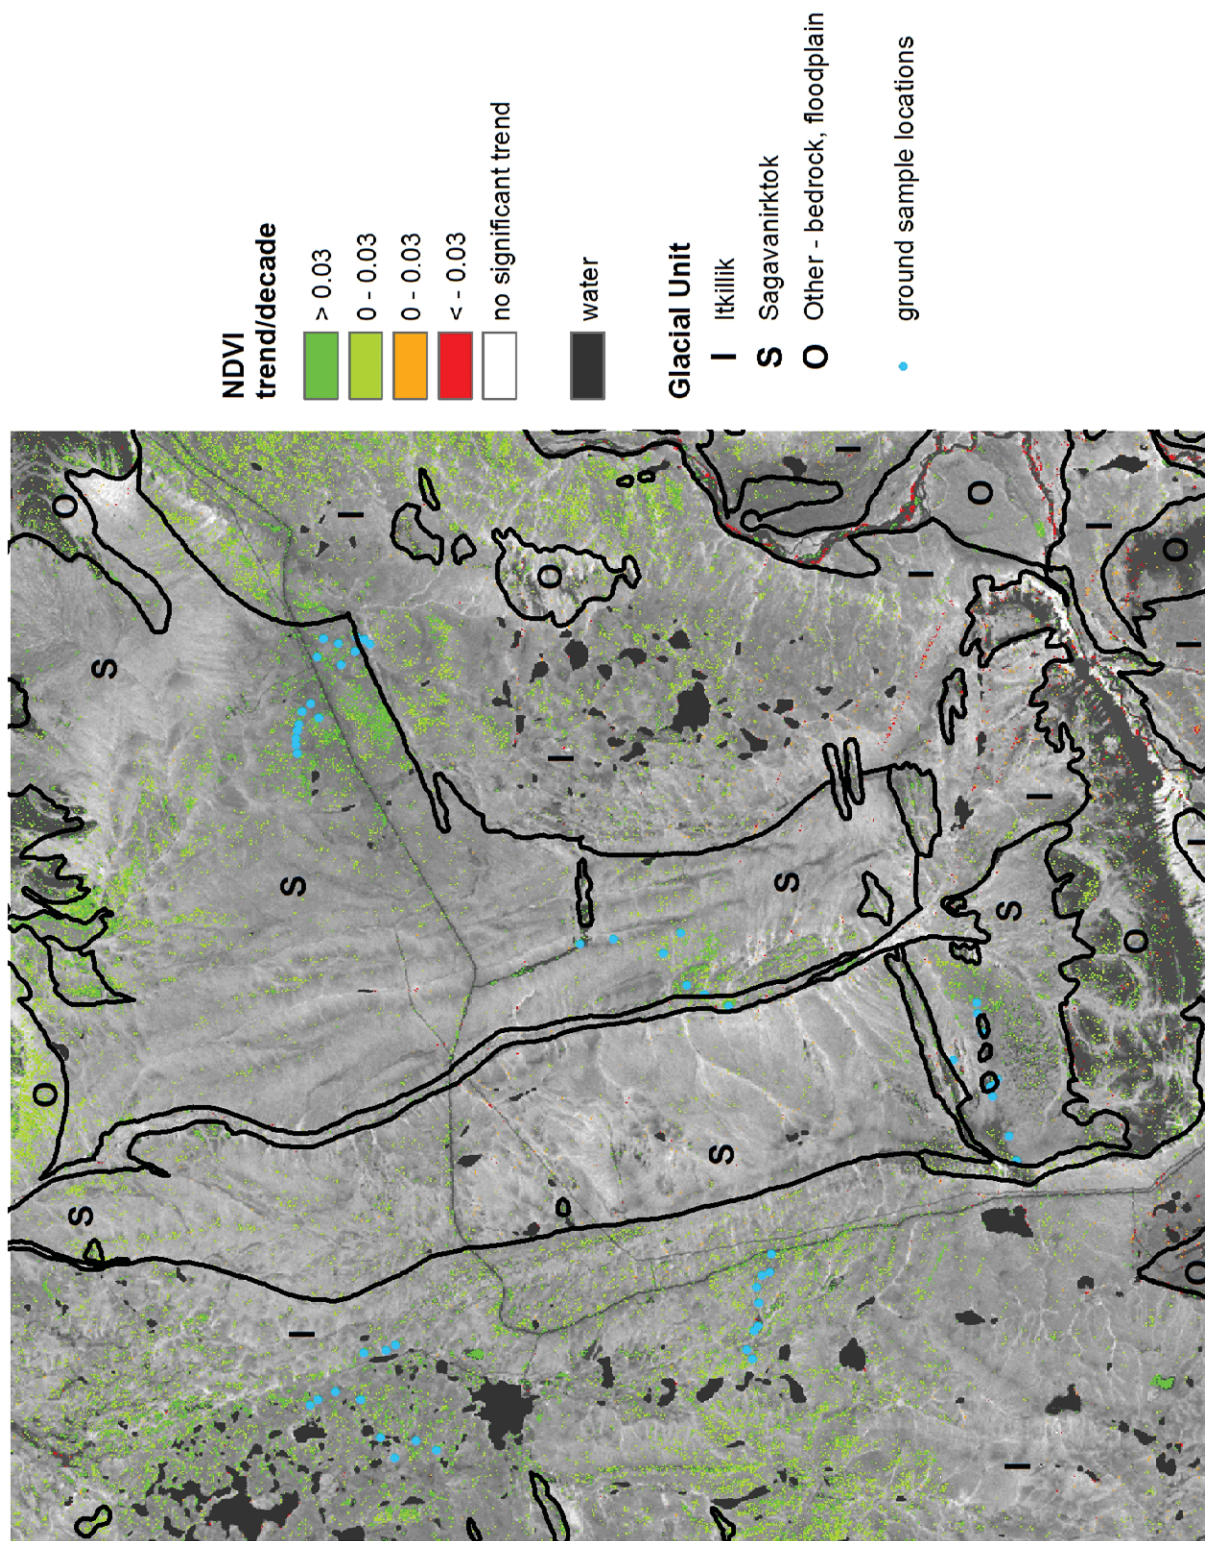 O
O
S
S
S
I
I
O
I
S
S
I
I
O
S
I
I
I
O
O
I
O
I
NDVI
trend/decade
> 0.03
0 - 0.03
0 - 0.03
< - 0.03
no significant trend
water
Glacial Unit
I Itkillik
S Sagavanirktok
O Other - bedrock, floodplain
ground sample locations